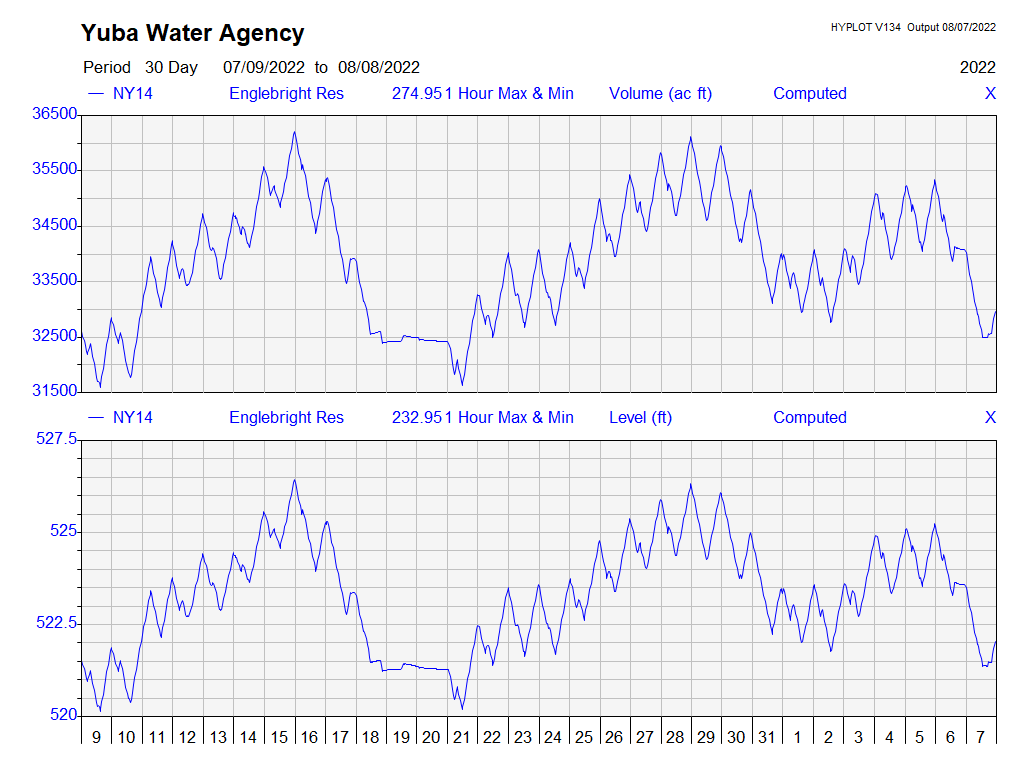 Yuba Water Agency
HYPLOT V134 Output 08/07/2022
Period 30 Day 07/09/2022 to 08/08/2022 2022
NY14 Englebright Res 274.951 Hour Max & Min Volume (ac ft) Computed X
36500
35500
34500
33500
32500
31500
NY14 Englebright Res 232.951 Hour Max & Min Level (ft) Computed X
527.5
525
522.5
520
9 10 11 12 13 14 15 16 17 18 19 20 21 22 23 24 25 26 27 28 29 30 31 1 2 3 4 5 6 7